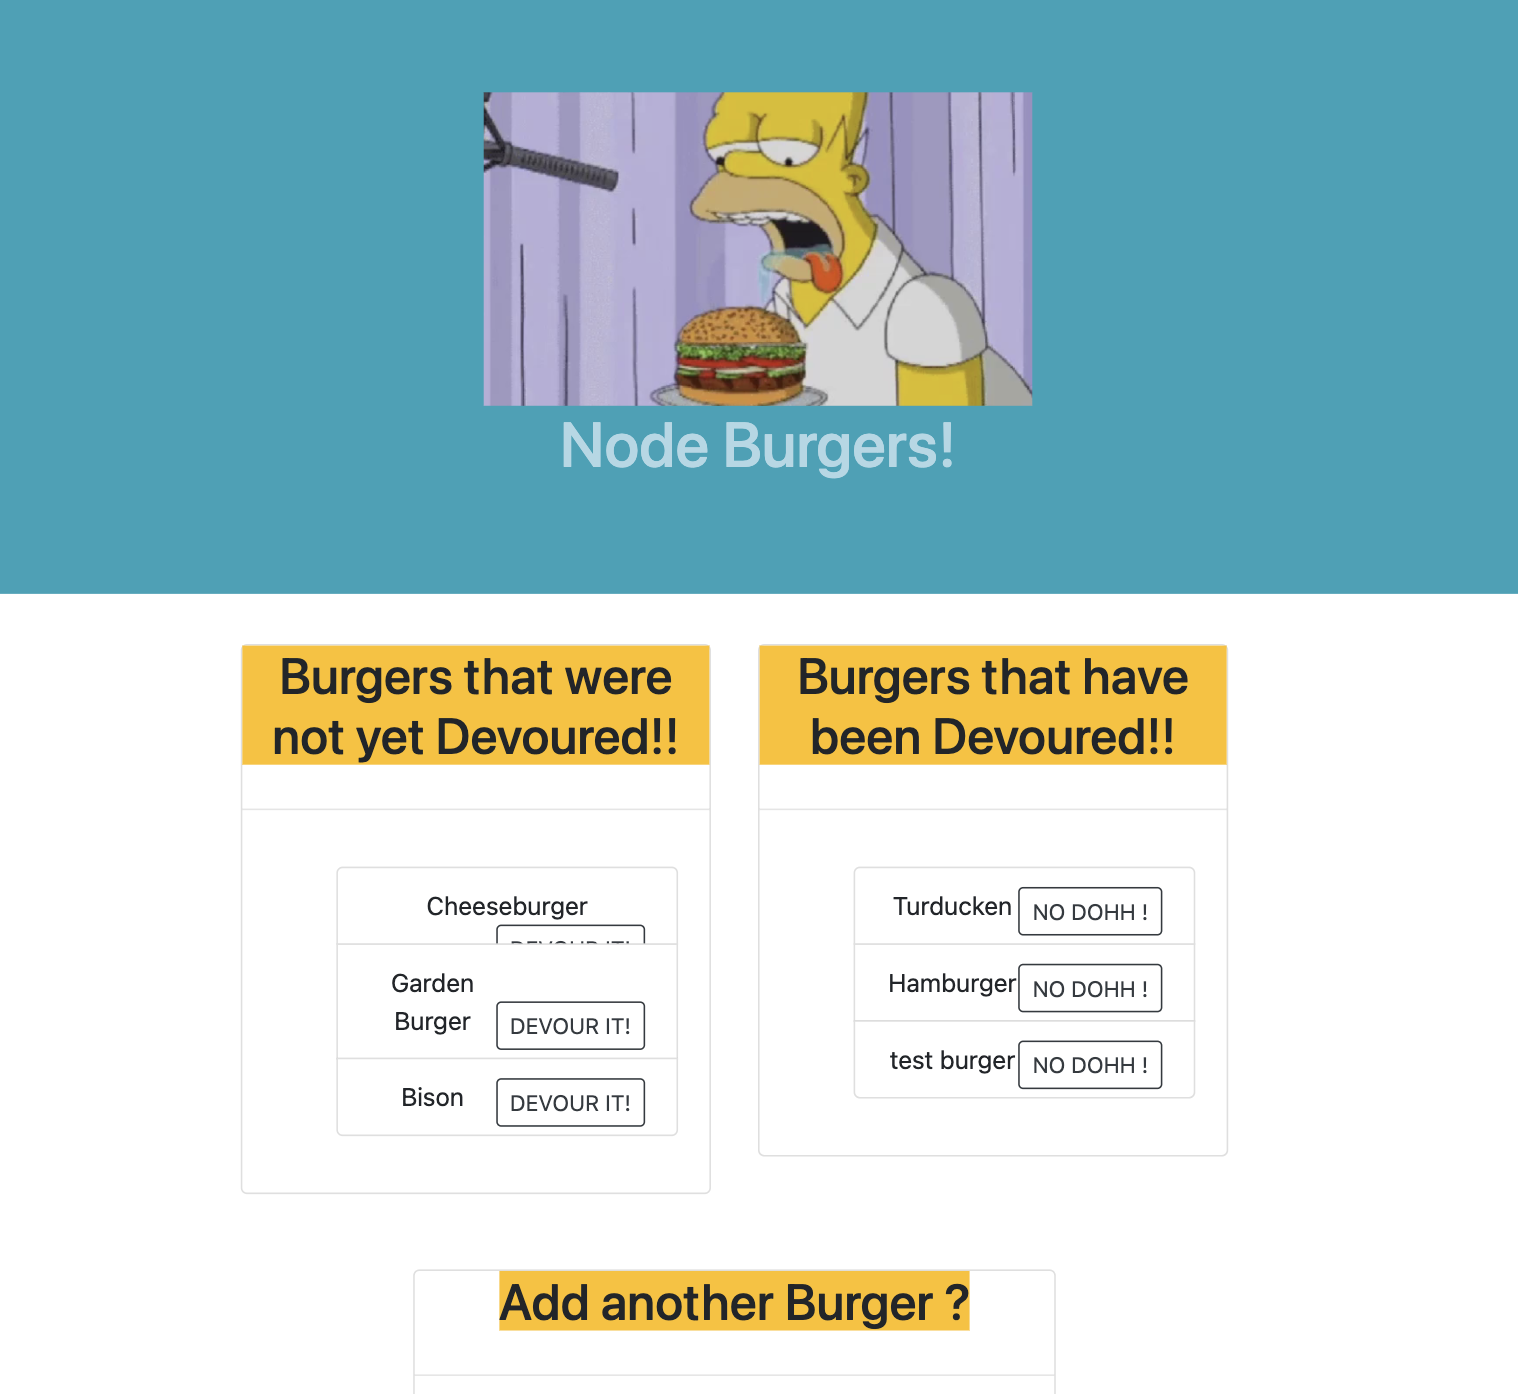 Node Burgers!
Burgers that were
not yet Devoured!!
Cheeseburger
Garden
Burger
DEVOUR IT!
Bison
DEVOUR IT!
Burgers that have
been Devoured!!
Turducken
NO DOHH !
Hamburger
NO DOHH !
test burger
NO DOHH !
Add another Burger ?